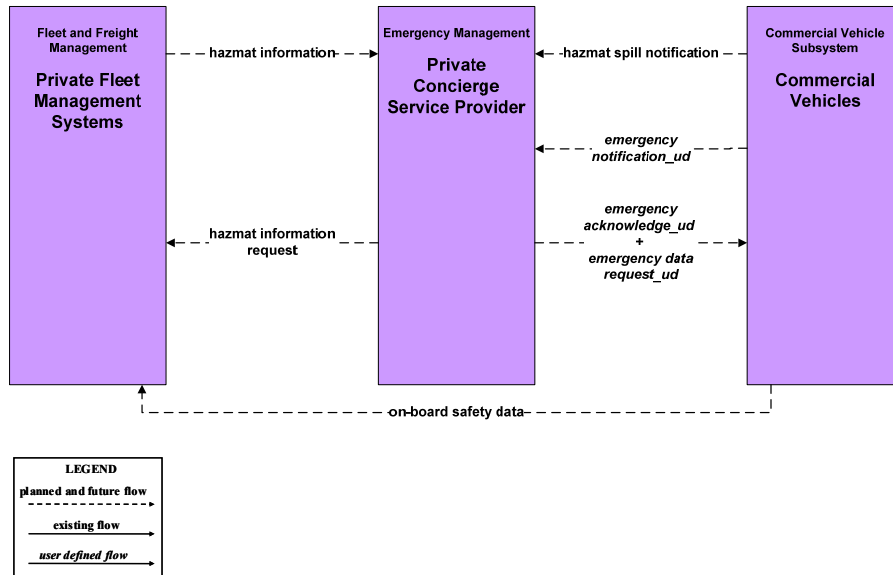 Fleet and Freight
Management
Private Fleet
Management
Systems
hazmat information
Emergency Management
Private
Concierge
Service Provider
hazmat spill notification
Commercial Vehicle
Subsystem
Commercial
Vehicles
emergency
notification_ud
hazmat information
request
emergency
acknowledge_ud
+
emergency data
request_ud
on-board safety data
LEGEND
planned and future flow
existing flow
user defined flow